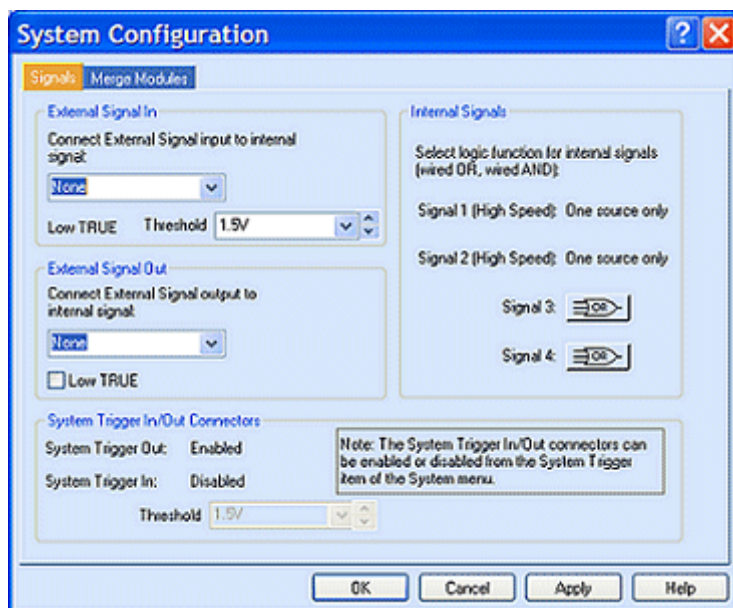 System Configuration
Signals
Merge Modules
External Signal In
Connect External Signal input to internal
signal:
None
Low TRUE
Threshold 1.5V
External Signal Out
Connect External Signal output to
internal signal:
None
Low TRUE
Internal Signals
Select logic function for internal signals
(wired OR, wired AND):
Signal 1 (High Speed): One source only
Signal 2 (High Speed): One source only
Signal 3: OR
Signal 4: OR
System Trigger In/Out Connectors
System Trigger Out: Enabled
System Trigger In: Disabled
Threshold 1.5V
Note: The System Trigger In/Out connectors can
be enabled or disabled from the System Trigger
item of the System menu.
OK
Cancel
Apply
Help